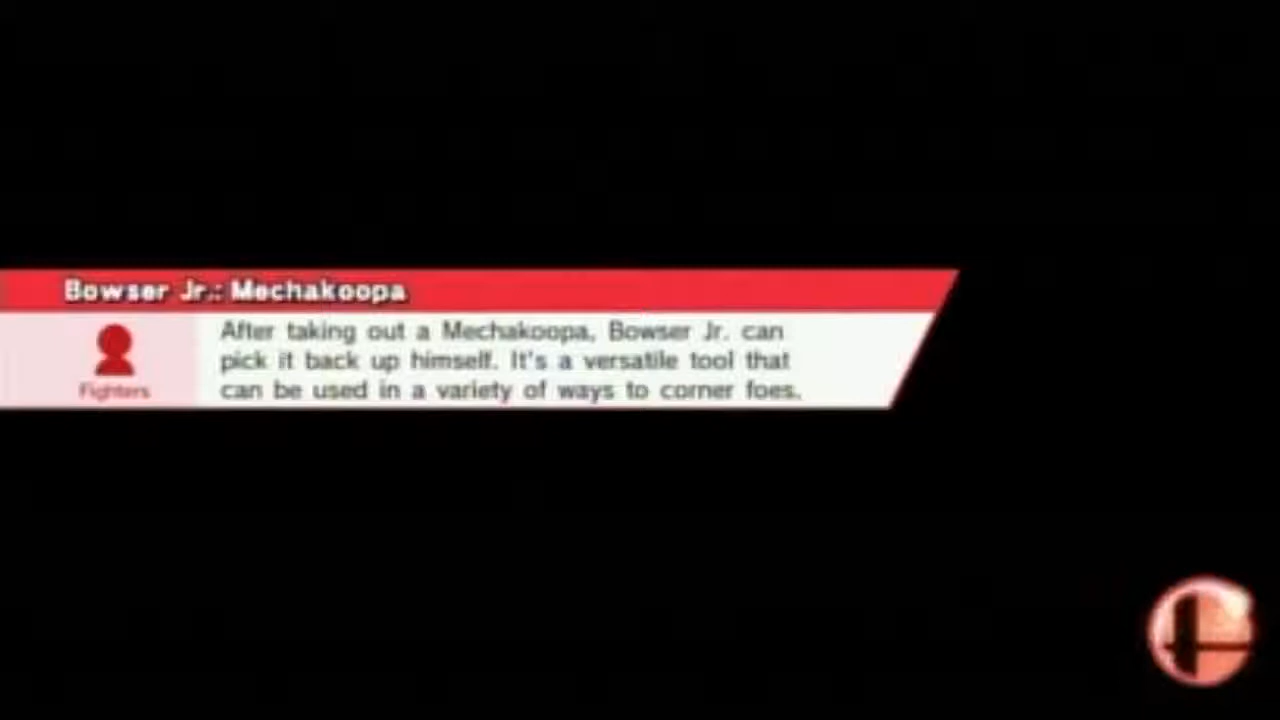 Bowser Jr.: Mechakoopa
After taking out a Mechakoopa, Bowser Jr. can
pick it back up himself. It's a versatile tool that
can be used in a variety of ways to corner foes.
Fighters